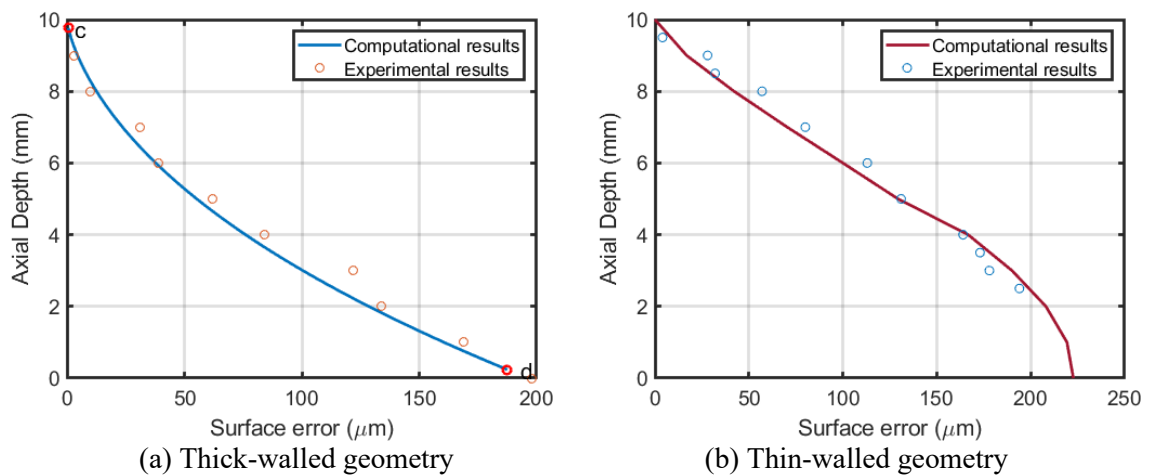 10
8
6
4
2
0
Axial Depth (mm)
c
Computational results
Experimental results
d
0
50
100
150
200
Surface error (μm)
(a) Thick-walled geometry
10
8
6
4
2
0
Axial Depth (mm)
Computational results
Experimental results
0
50
100
150
200
250
Surface error (μm)
(b) Thin-walled geometry